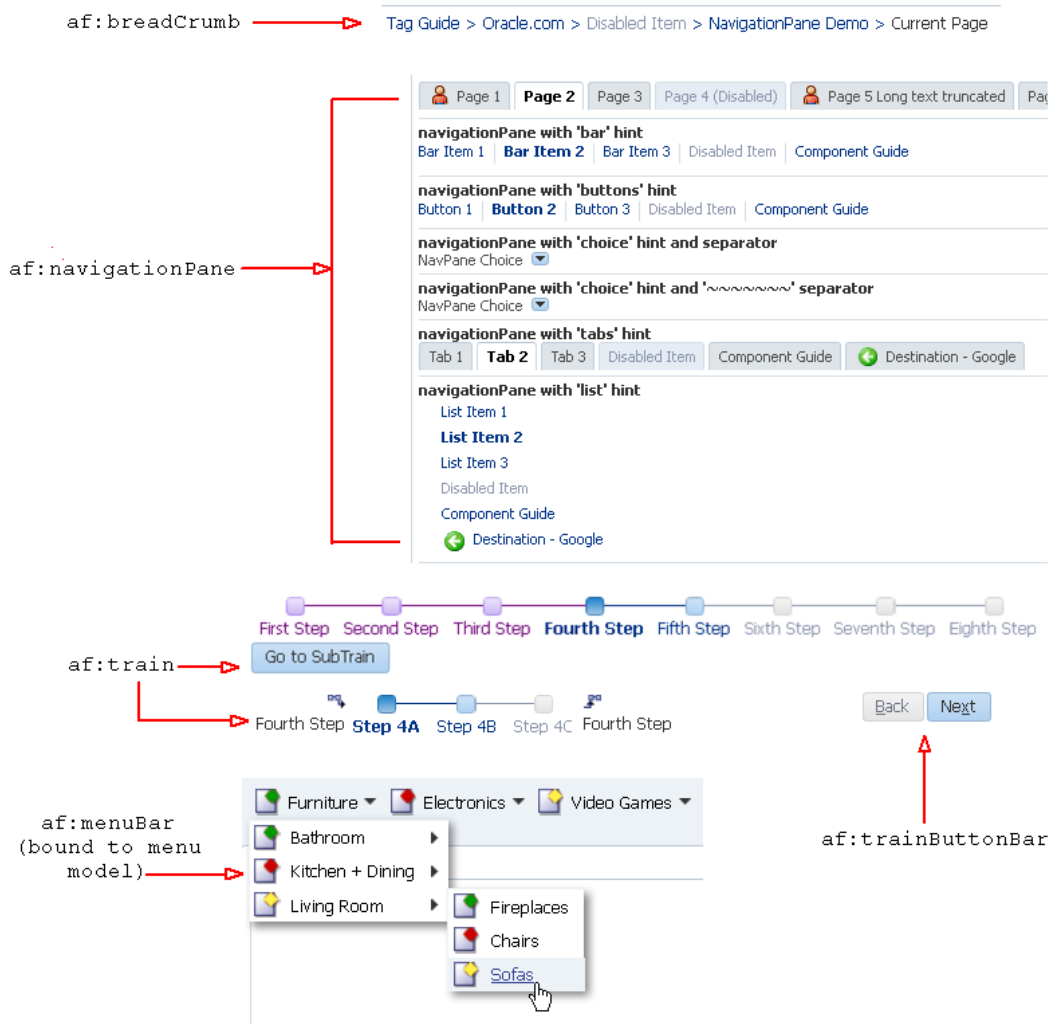 af:breadCrumb
Tag Guide > Oracle.com > Disabled Item > NavigationPane Demo > Current Page
Page 1 Page 2 Page 3 Page 4 (Disabled) Page 5 Long text truncated
navigationPane with 'bar' hint
Bar Item 1 Bar Item 2 Bar Item 3 Disabled Item Component Guide
navigationPane with 'buttons' hint
Button 1 Button 2 Button 3 Disabled Item Component Guide
navigationPane with 'choice' hint and separator
NavPane Choice
af:navigationPane
navigationPane with 'choice' hint and '~~~~~~~' separator
NavPane Choice
navigationPane with 'tabs' hint
Tab 1 Tab 2 Tab 3 Disabled Item Component Guide Destination - Google
navigationPane with 'list' hint
List Item 1
List Item 2
List Item 3
Disabled Item
Component Guide
Destination - Google
First Step Second Step Third Step Fourth Step Fifth Step Sixth Step Seventh Step Eighth Step
af:train
Go to SubTrain
Fourth Step Step 4A Step 4B Step 4C Fourth Step
Back Next
af:trainButtonBar
af:menuBar
(bound to menu
model)
Furniture Electronics Video Games
Bathroom
Kitchen + Dining
Living Room
Fireplaces
Chairs
Sofas